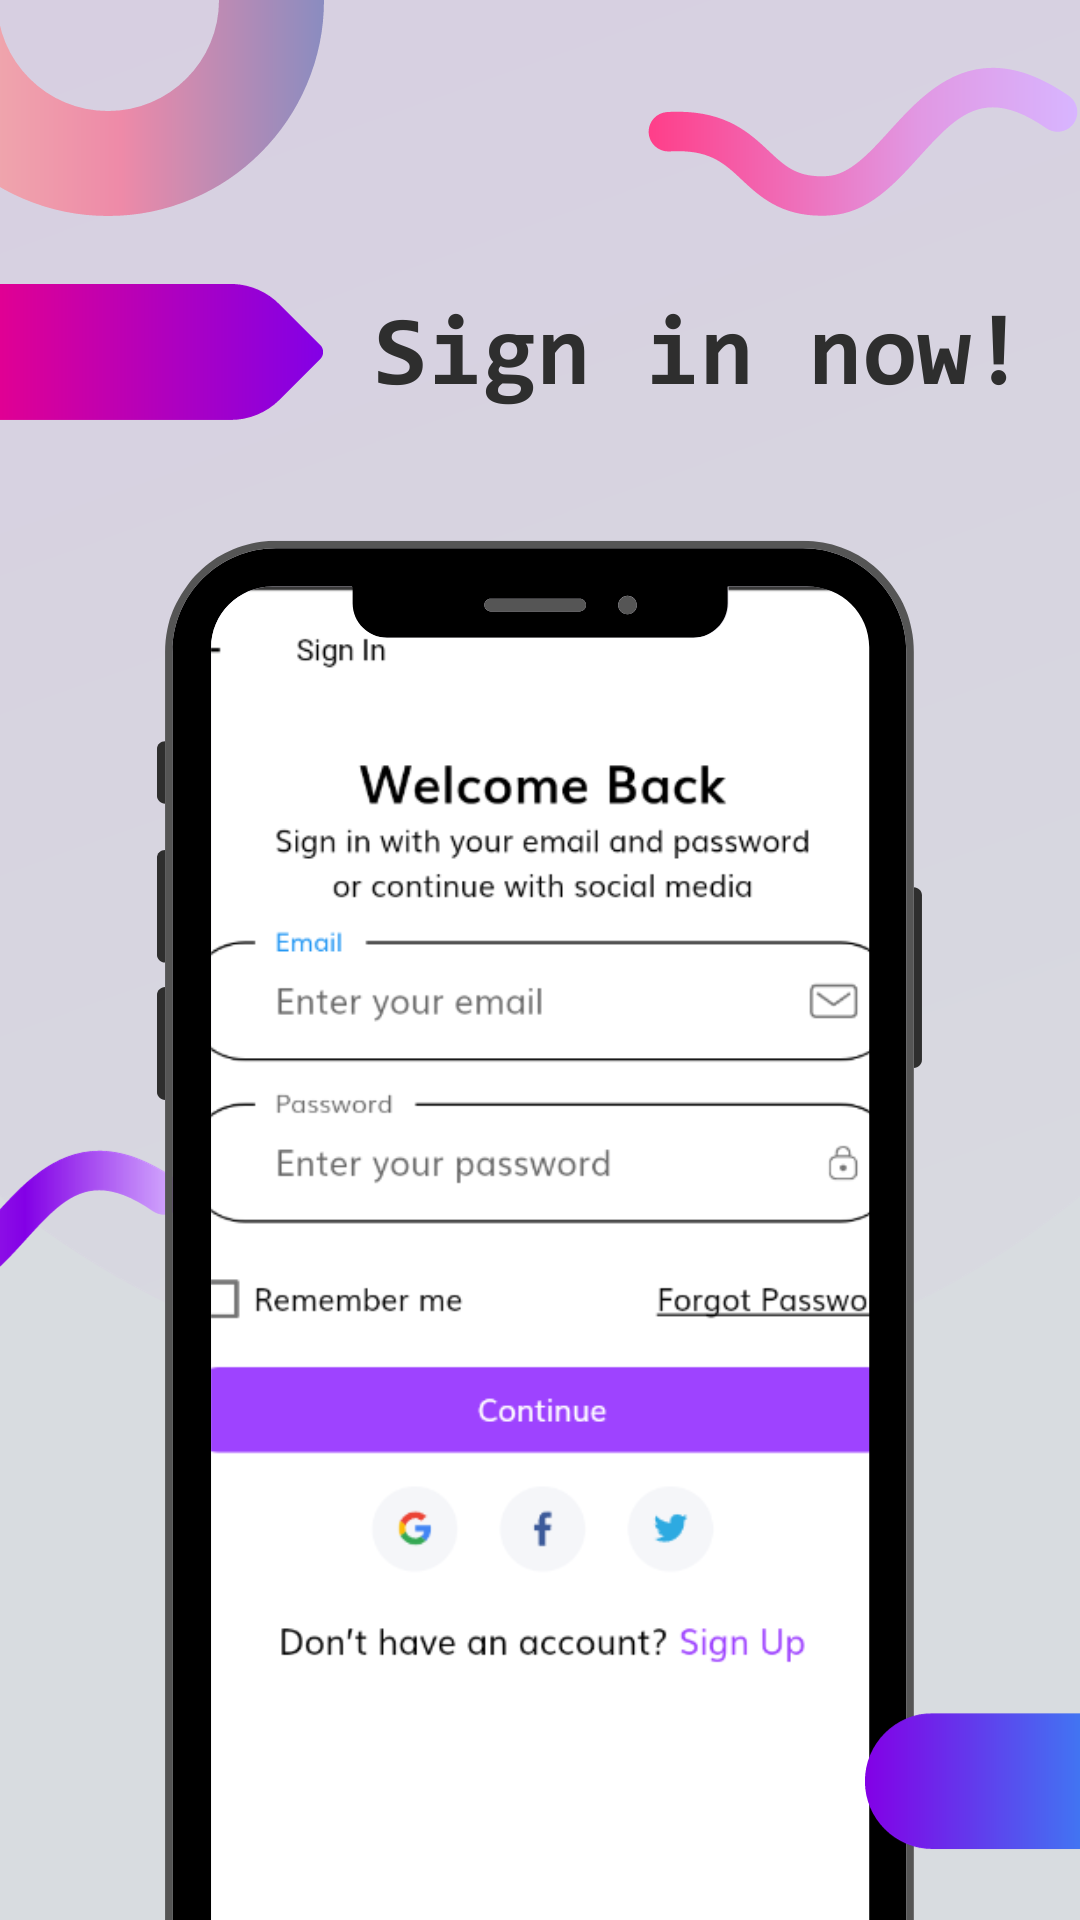 Sign in now!
Sign In
Welcome Back
Sign in with your email and password
or continue with social media
Email
Enter your email
Password
Enter your password
Remember me Forgot Passwo
Continue
Don't have an account? Sign Up